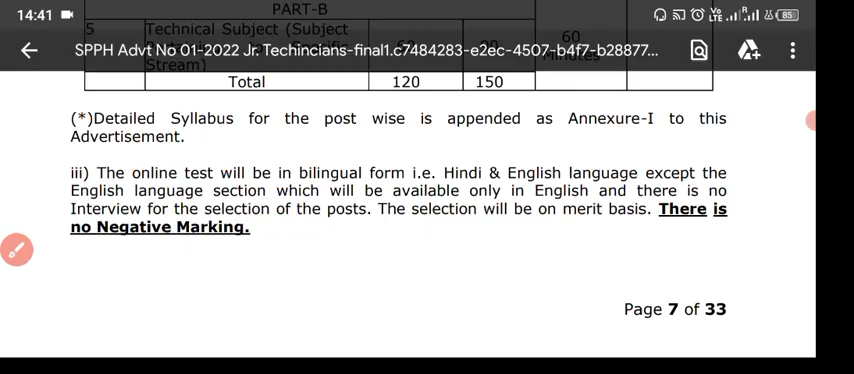 PART-B
14:41 85
5 Technical Subject (Subject
60
SPPH Advt No 01-2022 Jr. Techincians-final1.c7484283-e2ec-4507-b4f7-b28877...
Minutes
Stream)
Total 120 150
(*)Detailed Syllabus for the post wise is appended as Annexure-I to this
Advertisement.
iii) The online test will be in bilingual form i.e. Hindi & English language except the
English language section which will be available only in English and there is no
Interview for the selection of the posts. The selection will be on merit basis. There is
no Negative Marking.
Page 7 of 33